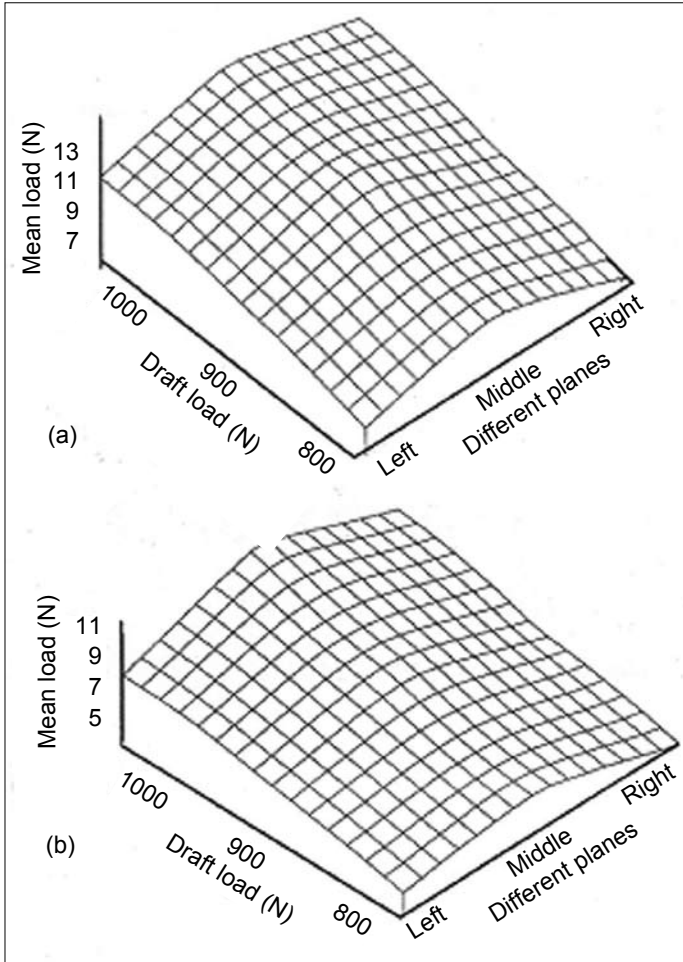 Mean load (N)
13
11
9
7
1000
900
800
Draft load (N)
Left
Middle
Right
Different planes
(a)
Mean load (N)
11
9
7
5
1000
900
800
Draft load (N)
Left
Middle
Right
Different planes
(b)